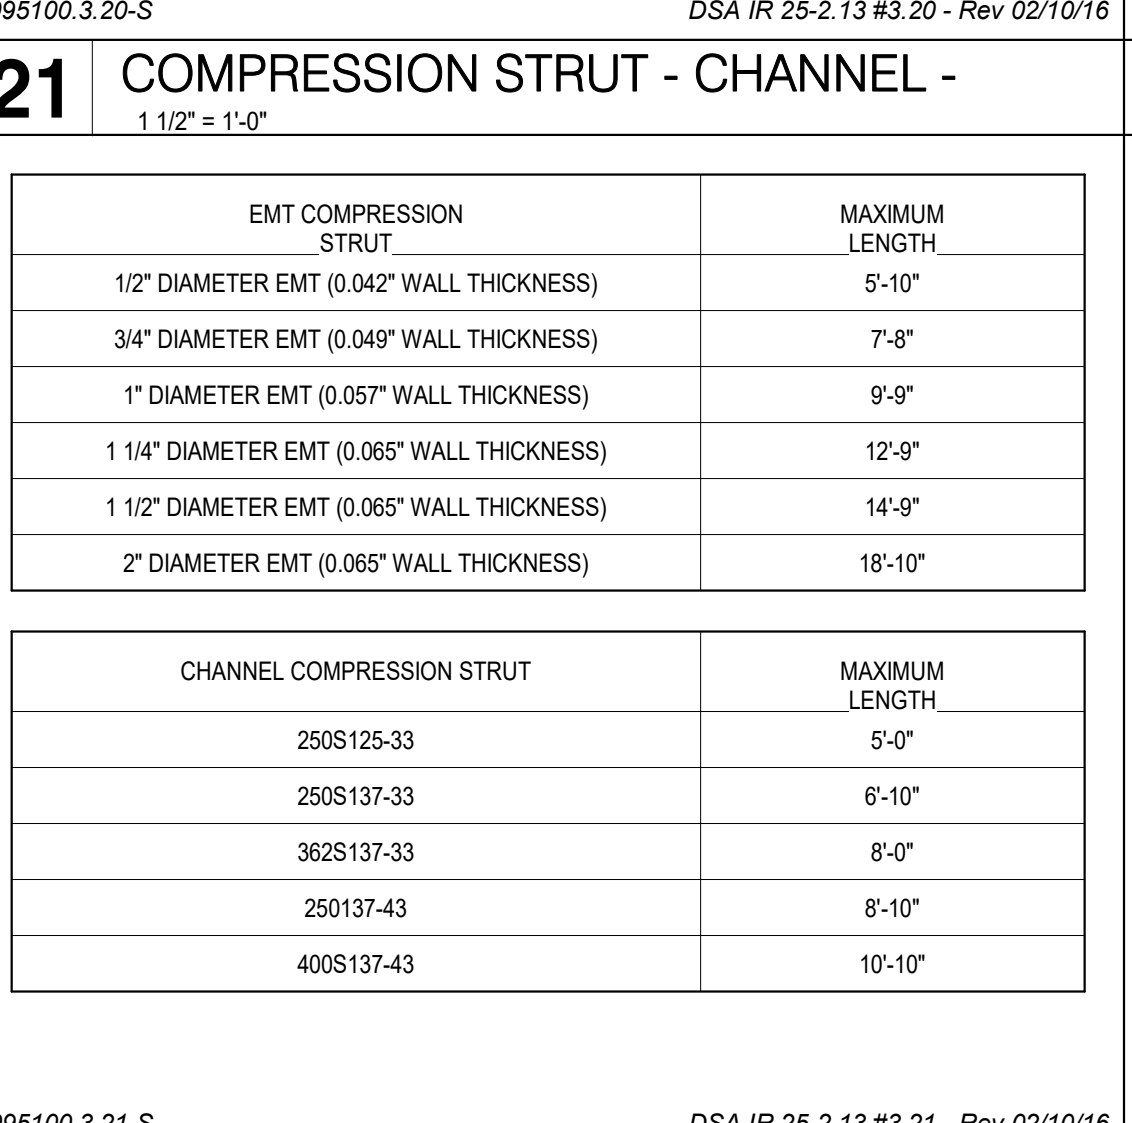 095100.3.20-S DSA IR 25-2.13 #3.20 - Rev 02/10/16
21 COMPRESSION STRUT - CHANNEL -
1 1/2" = 1'-0"
EMT COMPRESSION STRUT MAXIMUM LENGTH
1/2" DIAMETER EMT (0.042" WALL THICKNESS) 5'-10"
3/4" DIAMETER EMT (0.049" WALL THICKNESS) 7'-8"
1" DIAMETER EMT (0.057" WALL THICKNESS) 9'-9"
1 1/4" DIAMETER EMT (0.065" WALL THICKNESS) 12'-9"
1 1/2" DIAMETER EMT (0.065" WALL THICKNESS) 14'-9"
2" DIAMETER EMT (0.065" WALL THICKNESS) 18'-10"
CHANNEL COMPRESSION STRUT MAXIMUM LENGTH
250S125-33 5'-0"
250S137-33 6'-10"
362S137-33 8'-0"
250137-43 8'-10"
400S137-43 10'-10"
095100.3.21-S DSA IR 25-2.13 #3.21 - Rev 02/10/16